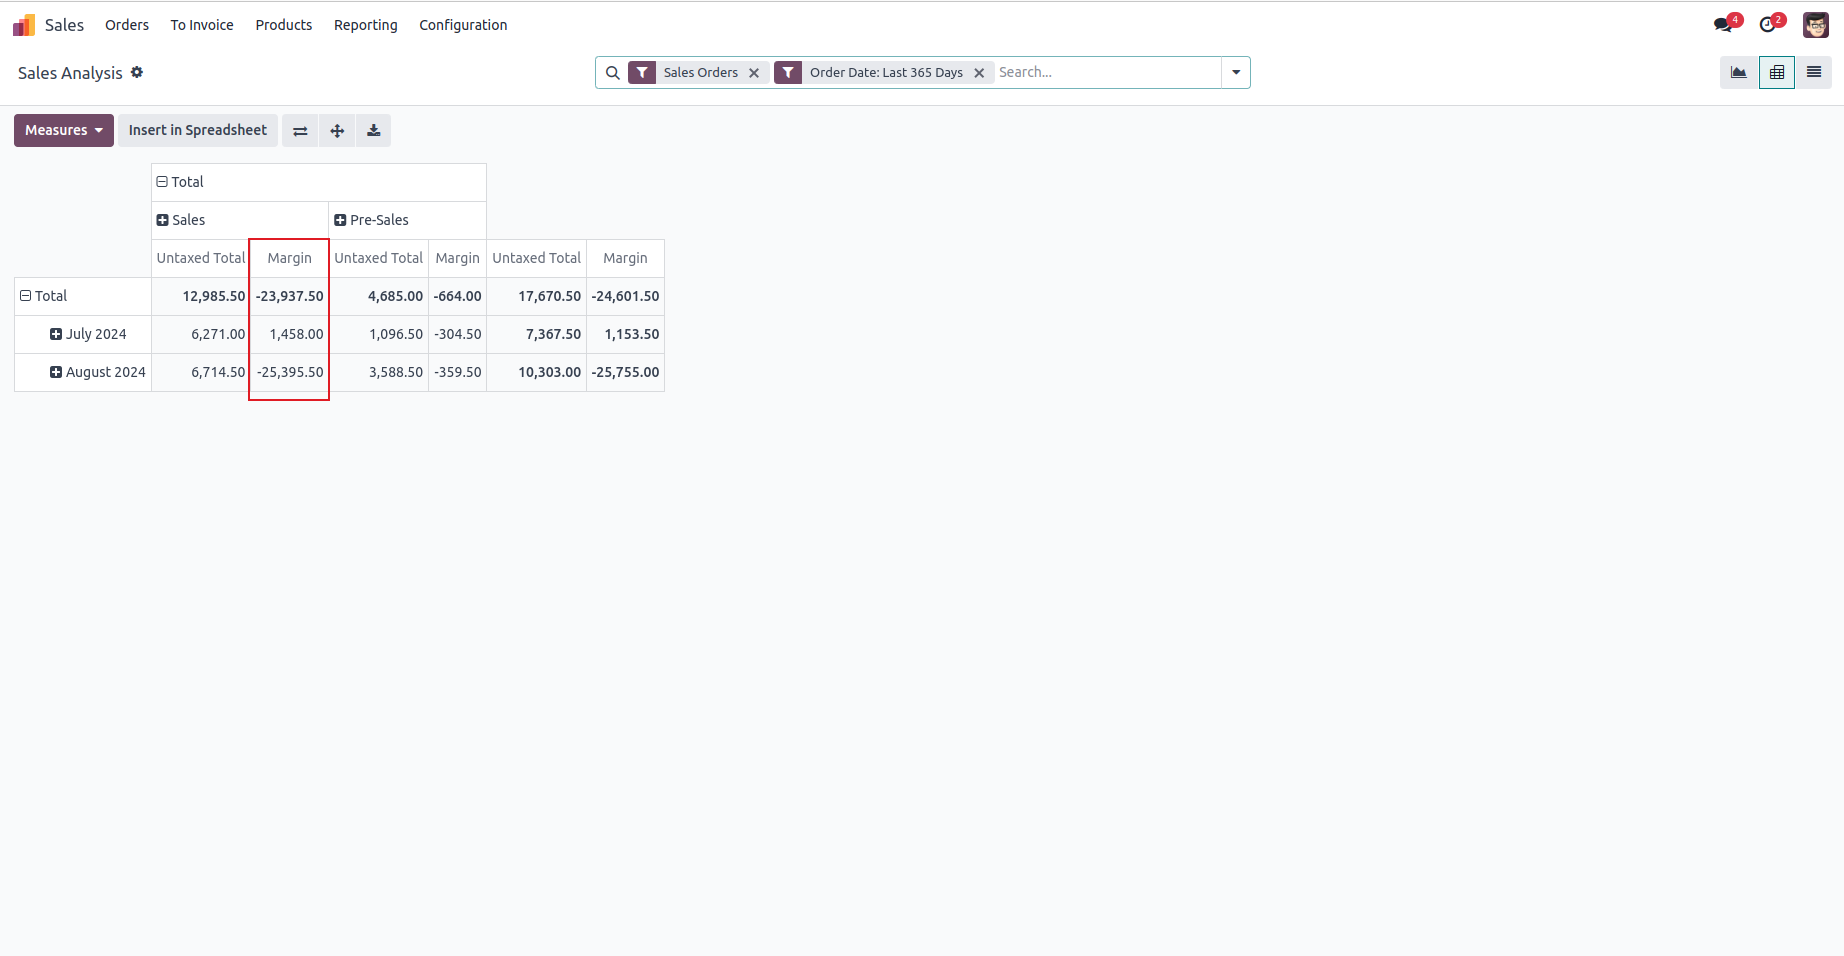 Sales Orders To Invoice Products Reporting Configuration 4 2
Sales Analysis Sales Orders Order Date: Last 365 Days Search...
Measures Insert in Spreadsheet
Total
Sales Pre-Sales
Untaxed Total Margin Untaxed Total Margin Untaxed Total Margin
Total 12,985.50 -23,937.50 4,685.00 -664.00 17,670.50 -24,601.50
July 2024 6,271.00 1,458.00 1,096.50 -304.50 7,367.50 1,153.50
August 2024 6,714.50 -25,395.50 3,588.50 -359.50 10,303.00 -25,755.00